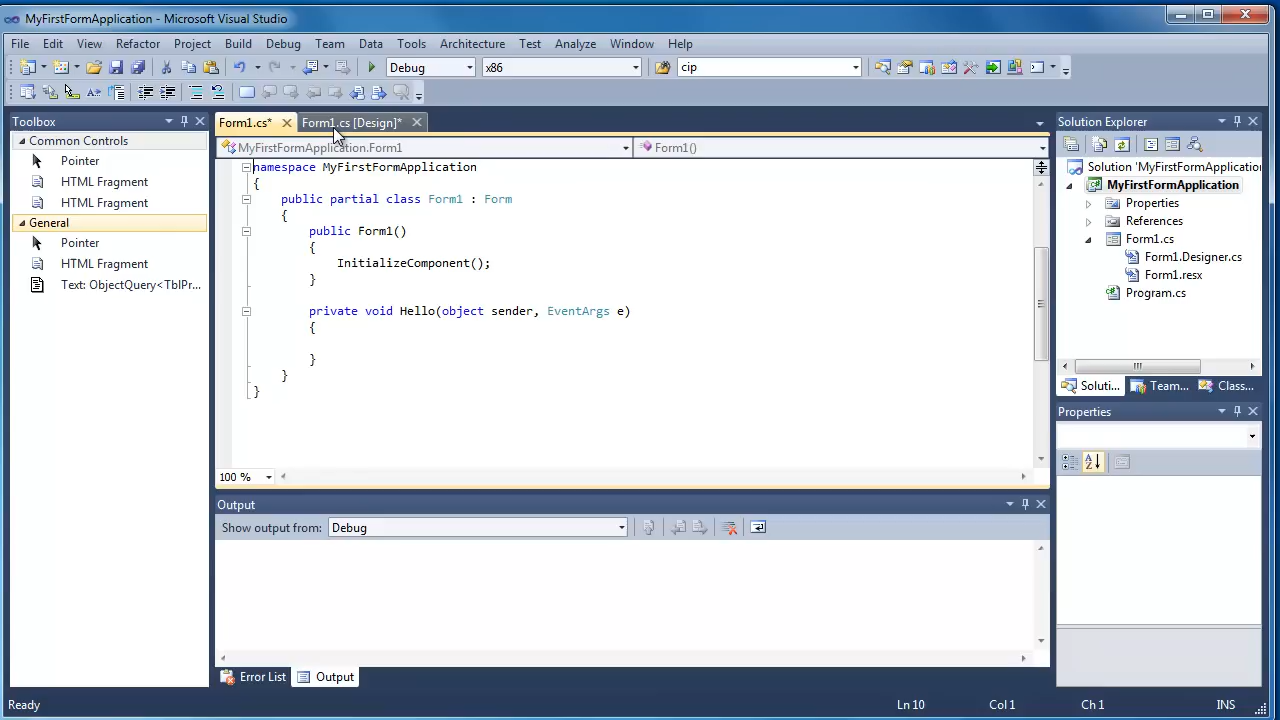 MyFirstFormApplication - Microsoft Visual Studio
File Edit View Refactor Project Build Debug Team Data Tools Architecture Test Analyze Window Help
Debug x86 cip
Toolbox
Common Controls
Pointer
HTML Fragment
HTML Fragment
General
Pointer
HTML Fragment
Text: ObjectQuery<TblPr...
Form1.cs* Form1.cs [Design]*
MyFirstFormApplication.Form1 Form1()
namespace MyFirstFormApplication
{
public partial class Form1 : Form
{
public Form1()
{
InitializeComponent();
}
private void Hello(object sender, EventArgs e)
{
}
}
}
100 %
Output
Show output from: Debug
Error List Output
Solution Explorer
Solution 'MyFirstFormApplication
MyFirstFormApplication
Properties
References
Form1.cs
Form1.Designer.cs
Form1.resx
Program.cs
Soluti... Team... Class...
Properties
Ready Ln 10 Col 1 Ch 1 INS